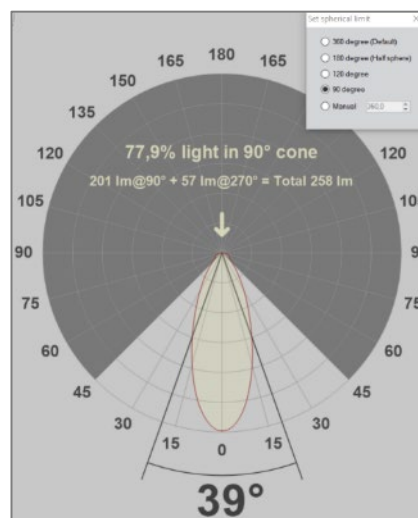 Set spherical limit
360 degree (Default)
180 degree (Half sphere)
120 degree
90 degree
Manual 360,0
180
165 165
150
135
120
105
90
75
60
45
30
15
0
15
30
45
60
77,9% light in 90° cone
201 lm@90° + 57 lm@270° = Total 258 lm
39°